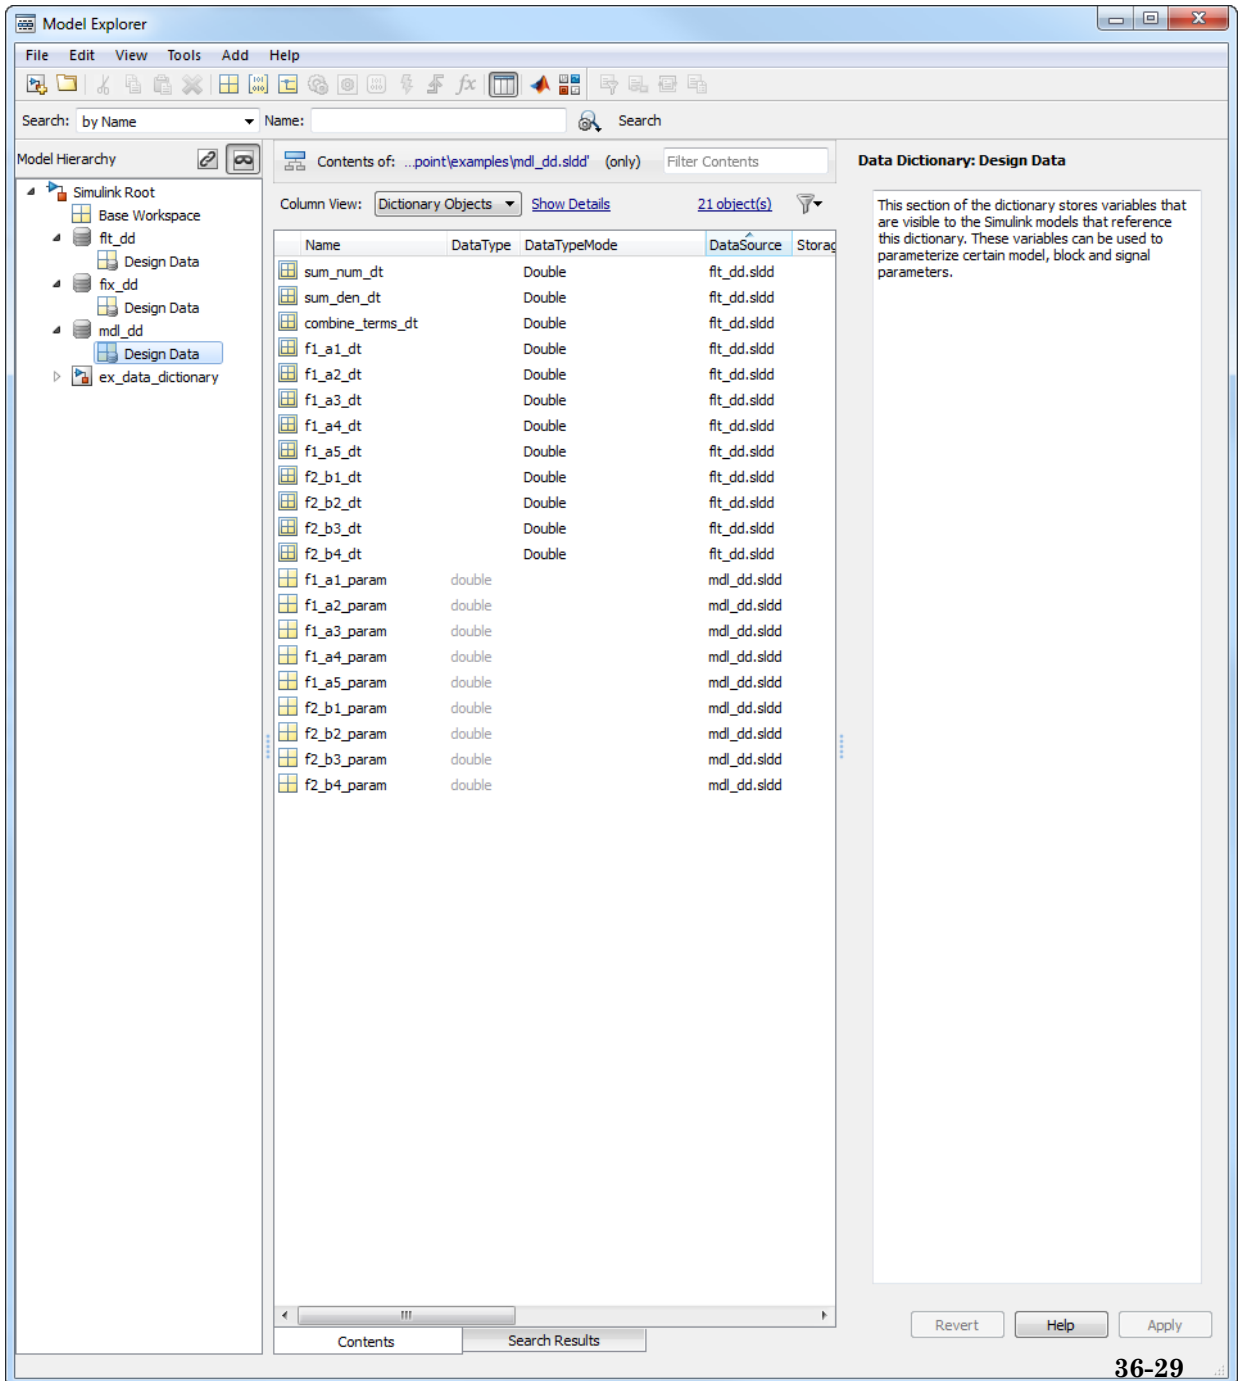 Model Explorer
File Edit View Tools Add Help
fx
Search: by Name Name: Search
Model Hierarchy
Simulink Root
Base Workspace
flt_dd
Design Data
fix_dd
Design Data
mdl_dd
Design Data
ex_data_dictionary
Contents of: ...point\examples\mdl_dd.sldd' (only) Filter Contents
Column View: Dictionary Objects Show Details 21 object(s)
Name DataType DataTypeMode DataSource Storag
sum_num_dt Double flt_dd.sldd
sum_den_dt Double flt_dd.sldd
combine_terms_dt Double flt_dd.sldd
f1_a1_dt Double flt_dd.sldd
f1_a2_dt Double flt_dd.sldd
f1_a3_dt Double flt_dd.sldd
f1_a4_dt Double flt_dd.sldd
f1_a5_dt Double flt_dd.sldd
f2_b1_dt Double flt_dd.sldd
f2_b2_dt Double flt_dd.sldd
f2_b3_dt Double flt_dd.sldd
f2_b4_dt Double flt_dd.sldd
f1_a1_param double mdl_dd.sldd
f1_a2_param double mdl_dd.sldd
f1_a3_param double mdl_dd.sldd
f1_a4_param double mdl_dd.sldd
f1_a5_param double mdl_dd.sldd
f2_b1_param double mdl_dd.sldd
f2_b2_param double mdl_dd.sldd
f2_b3_param double mdl_dd.sldd
f2_b4_param double mdl_dd.sldd
Contents Search Results
Data Dictionary: Design Data
This section of the dictionary stores variables that
are visible to the Simulink models that reference
this dictionary. These variables can be used to
parameterize certain model, block and signal
parameters.
Revert Help Apply
36-29